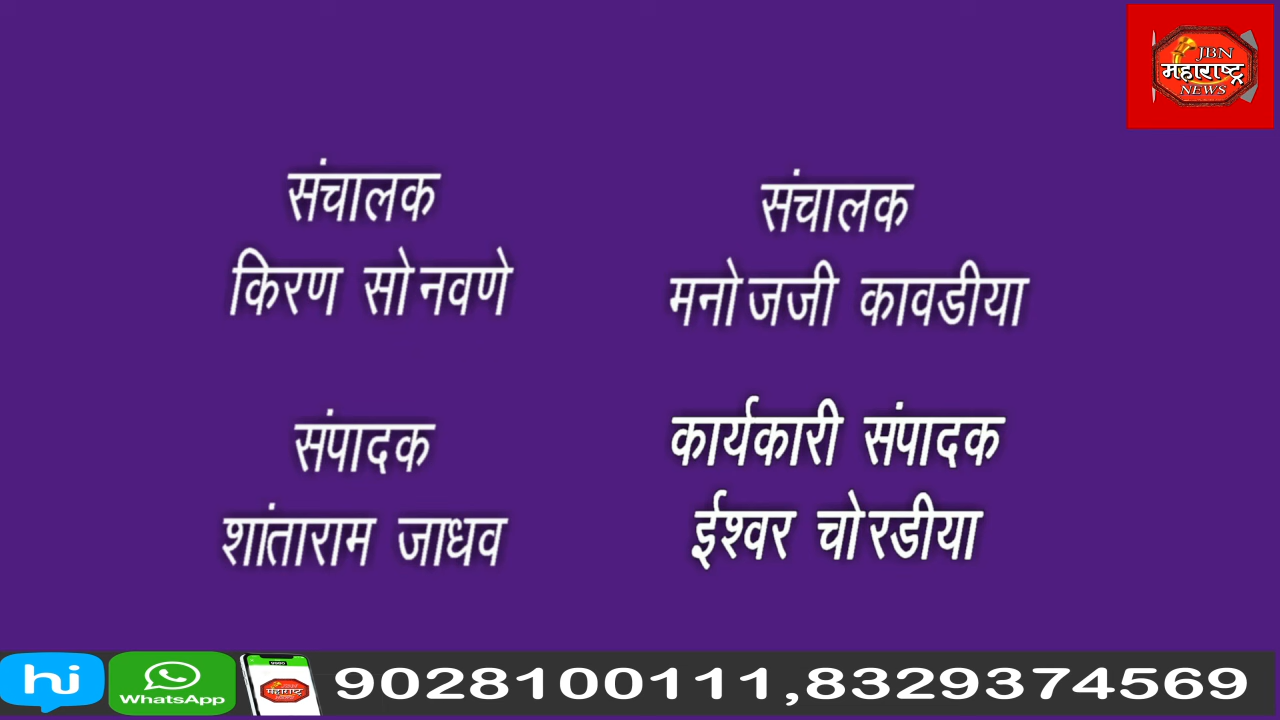 JBN
महाराष्ट्र
NEWS
संचालक
किरण सोनवणे
संचालक
मनोजजी कावडीया
संपादक
शांताराम जाधव
कार्यकारी संपादक
ईश्वर चोरडीया
hi
WhatsApp
महाराष्ट्र
9028100111,8329374569